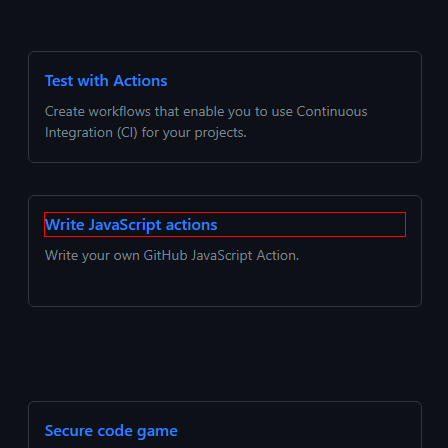 Test with Actions
Create workflows that enable you to use Continuous
Integration (CI) for your projects.
Write JavaScript actions
Write your own GitHub JavaScript Action.
Secure code game